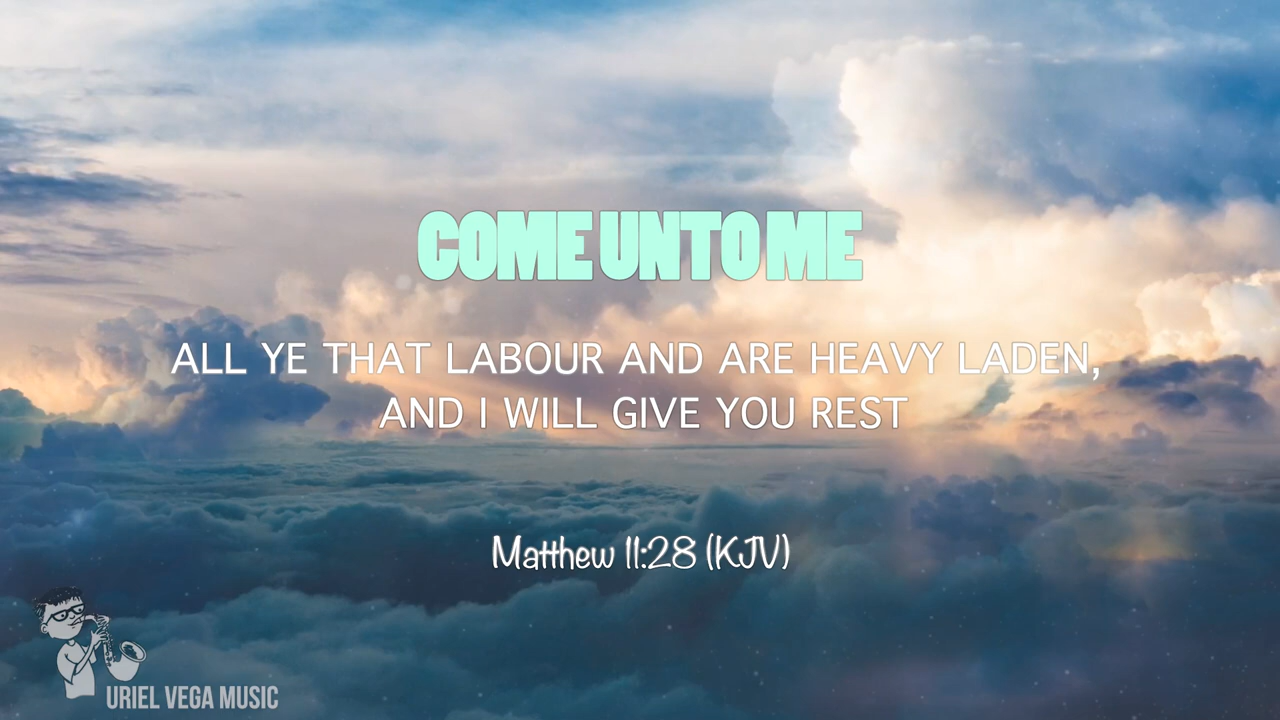 COME UNTO ME
ALL YE THAT LABOUR AND ARE HEAVY LADEN,
AND I WILL GIVE YOU REST
Matthew 11:28 (KJV)
URIEL VEGA MUSIC